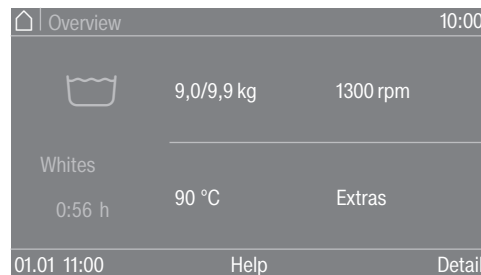 Overview 10:00
9,0/9,9 kg 1300 rpm
Whites
0:56 h
90 °C Extras
01.01 11:00 Help Detail